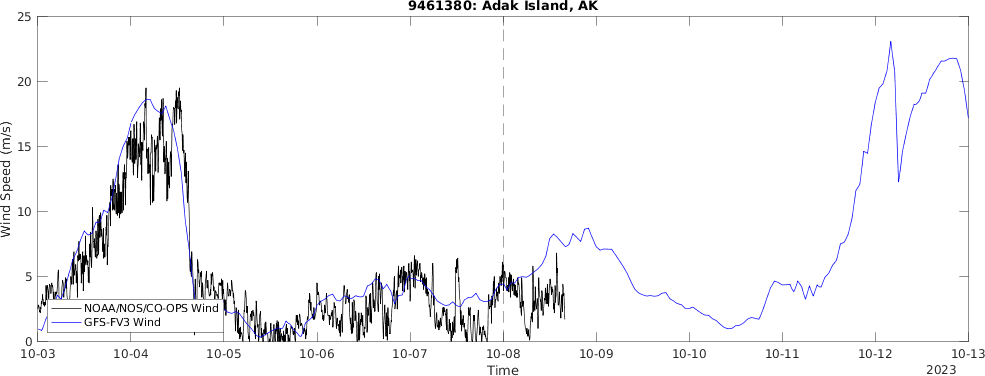 9461380: Adak Island, AK
Wind Speed (m/s)
25
20
15
10
5
0
NOAA/NOS/CO-OPS Wind
GFS-FV3 Wind
10-03 10-04 10-05 10-06 10-07 10-08 10-09 10-10 10-11 10-12 10-13
Time
2023